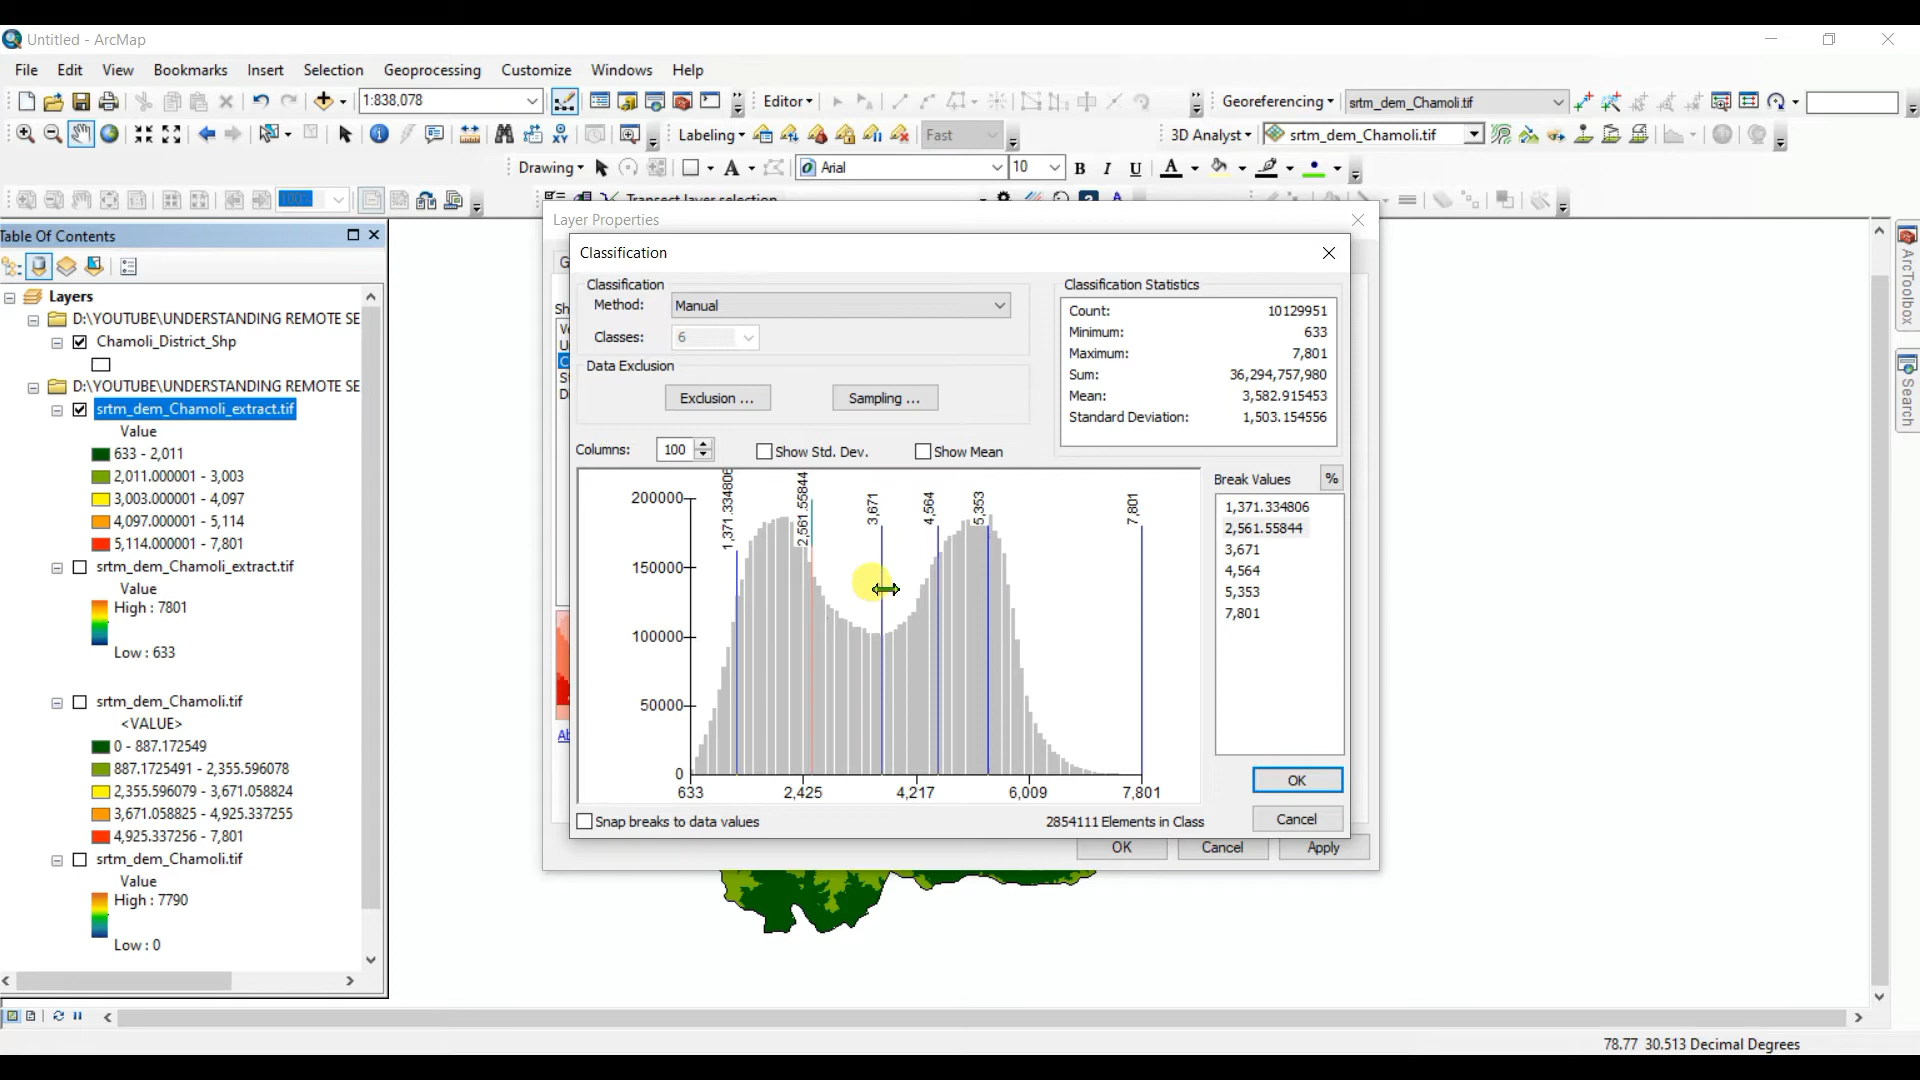 Untitled - ArcMap
File Edit View Bookmarks Insert Selection Geoprocessing Customize Windows Help
1:838,078 Editor Georeferencing srtm_dem_Chamoli.tif
Labeling Fast 3D Analyst srtm_dem_Chamoli.tif
Drawing A Arial 10 B I U A
100% Transect layer selection
Table Of Contents
Layers
D:\YOUTUBE\UNDERSTANDING REMOTE SE
Chamoli_District_Shp
D:\YOUTUBE\UNDERSTANDING REMOTE SE
srtm_dem_Chamoli_extract.tif
Value
633 - 2,011
2,011.000001 - 3,003
3,003.000001 - 4,097
4,097.000001 - 5,114
5,114.000001 - 7,801
srtm_dem_Chamoli_extract.tif
Value
High : 7801
Low : 633
srtm_dem_Chamoli.tif
<VALUE>
0 - 887.172549
887.1725491 - 2,355.596078
2,355.596079 - 3,671.058824
3,671.058825 - 4,925.337255
4,925.337256 - 7,801
srtm_dem_Chamoli.tif
Value
High : 7790
Low : 0
Layer Properties
Classification
Classification
Method: Manual
Classes: 6
Data Exclusion
Exclusion ... Sampling ...
Classification Statistics
Count: 10129951
Minimum: 633
Maximum: 7,801
Sum: 36,294,757,980
Mean: 3,582.915453
Standard Deviation: 1,503.154556
Columns: 100 Show Std. Dev. Show Mean
Break Values %
1,371.334806
2,561.55844
3,671
4,564
5,353
7,801
1,371.334806 2,561.55844 3,671 4,564 5,353 7,801
200000
150000
100000
50000
0
633 2,425 4,217 6,009 7,801
Snap breaks to data values
2854111 Elements in Class
OK
Cancel
OK Cancel Apply
ArcToolbox
Search
78.77 30.513 Decimal Degrees